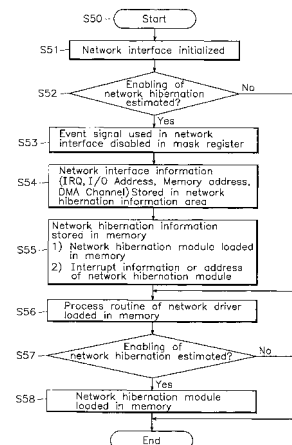 S50
Start
S51
Network interface initialized
S52
Enabling of
network hibernation
estimated?
No
Yes
S53
Event signal used in network
interface disabled in mask register
S54
Network interface information
(IRQ, I/O Address, Memory address,
DMA Channel)Stored in network
hibernation information area
S55
Network hibernation information
stored in memory
1) Network hibernation module loaded
in memory
2) Interrupt information or address
of network hibernation module
S56
Process routine of network driver
loaded in memory
S57
Enabling of
network hibernation estimated?
No
Yes
S58
Network hibernation module
loaded in memory
End